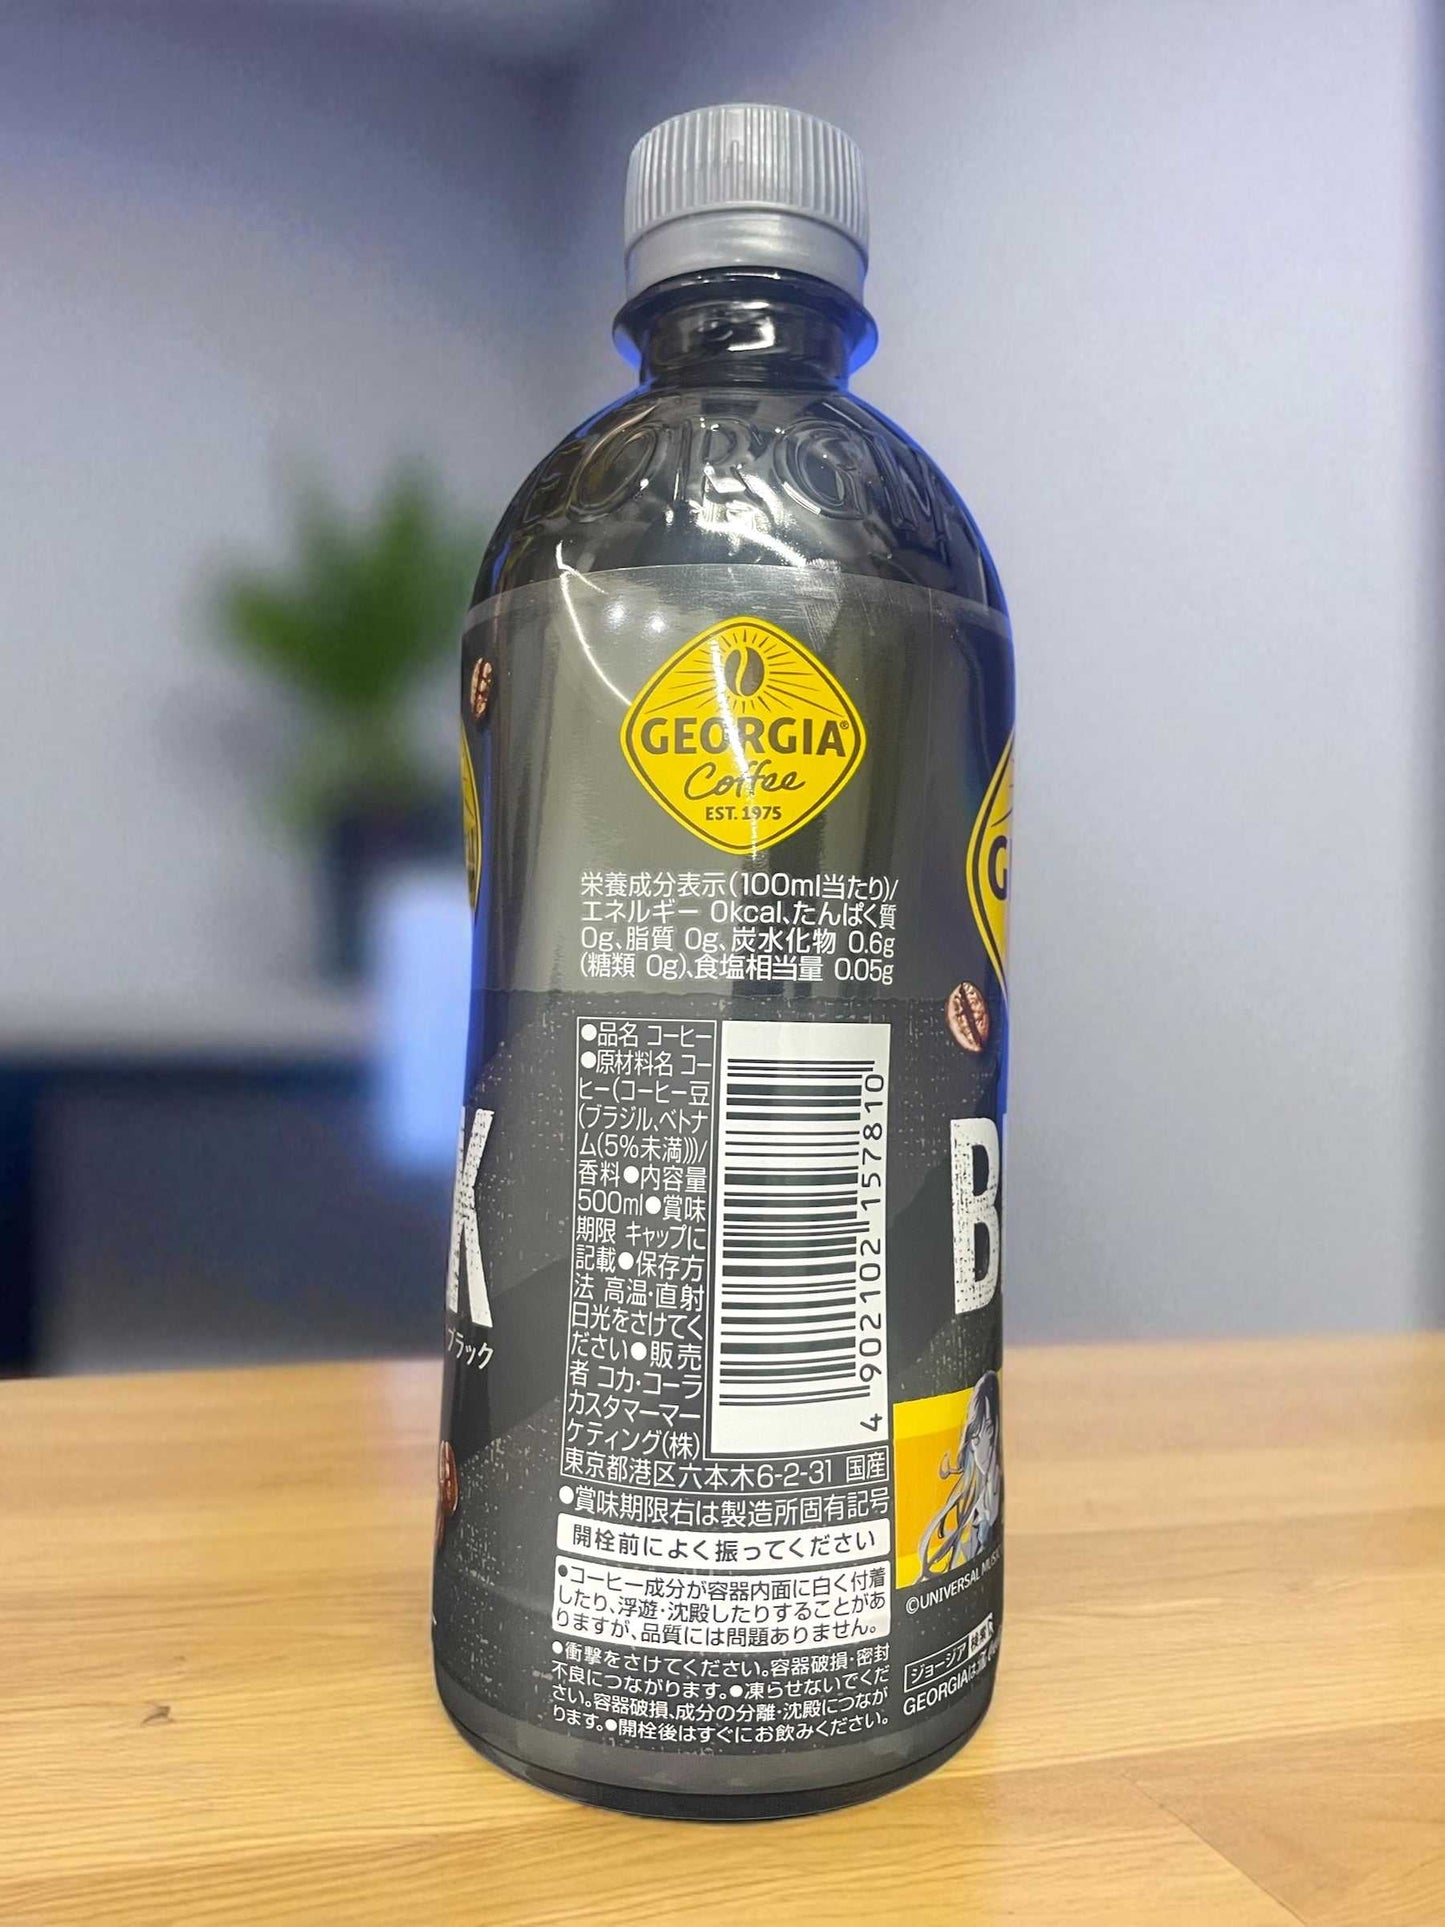 GEORGIA
GEORGIA®
Coffee
EST. 1975
栄養成分表示(100ml当たり)/
エネルギー 0kcal、たんぱく質
0g、脂質 0g、炭水化物 0.6g
(糖類 0g)、食塩相当量 0.05g
●品名 コーヒー
●原材料名 コー
ヒー(コーヒー豆
(ブラジル、ベトナ
ム(5%未満)))/
香料●内容量
500ml●賞味
期限 キャップに
記載●保存方
法 高温・直射
日光をさけてく
ださい●販売
者 コカ・コーラ
カスタマーマー
ケティング(株)
東京都港区六本木6-2-31 国産
4 902102 157810
●賞味期限右は製造所固有記号
開栓前によく振ってください
●コーヒー成分が容器内面に白く付着
したり、浮遊・沈殿したりすることがあ
りますが、品質には問題ありません。
●衝撃をさけてください。容器破損・密封
不良につながります。●凍らせないでくだ
さい。容器破損、成分の分離・沈殿につなが
ります。●開栓後はすぐにお飲みください。
K
ブラック
G
B
©UNIVERSAL MUSIC
ジョージア 検索
GEORGIAは